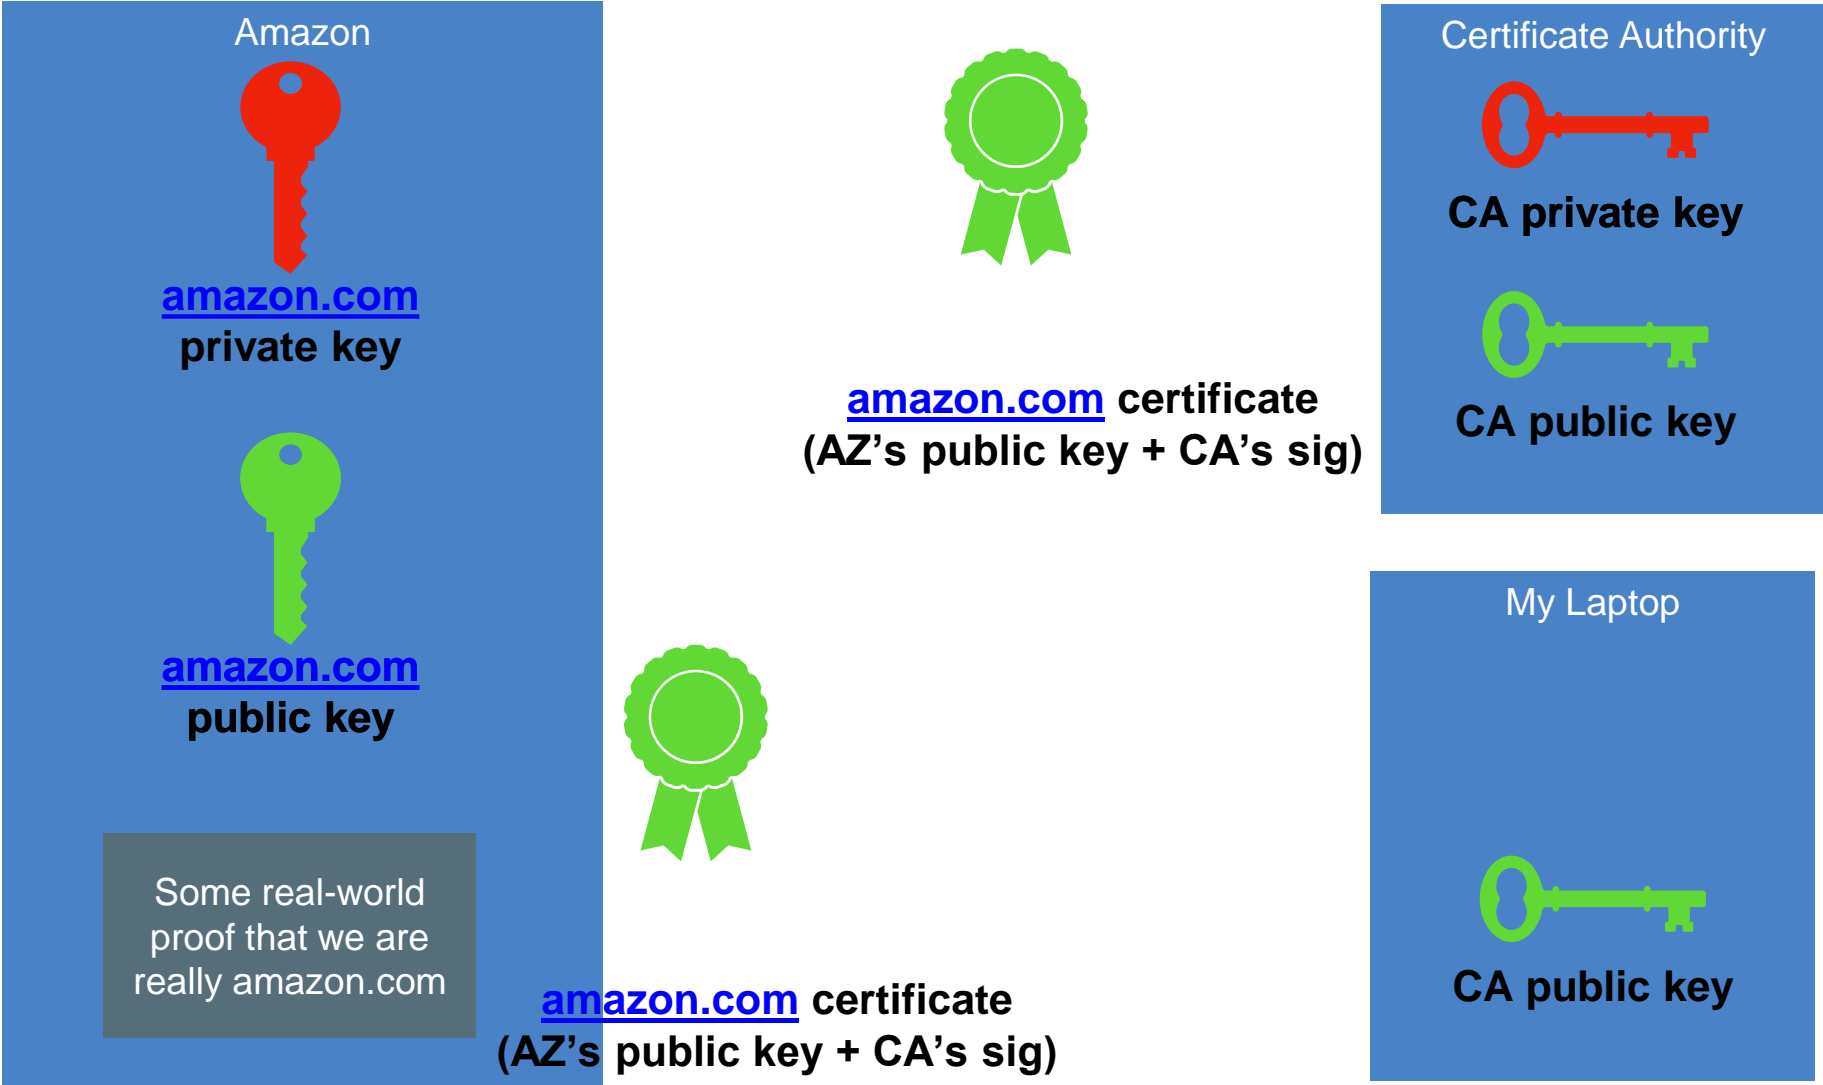 Amazon
amazon.com
private key
amazon.com
public key
Some real-world
proof that we are
really amazon.com
amazon.com certificate
(AZ’s public key + CA’s sig)
amazon.com certificate
(AZ’s public key + CA’s sig)
Certificate Authority
CA private key
CA public key
My Laptop
CA public key